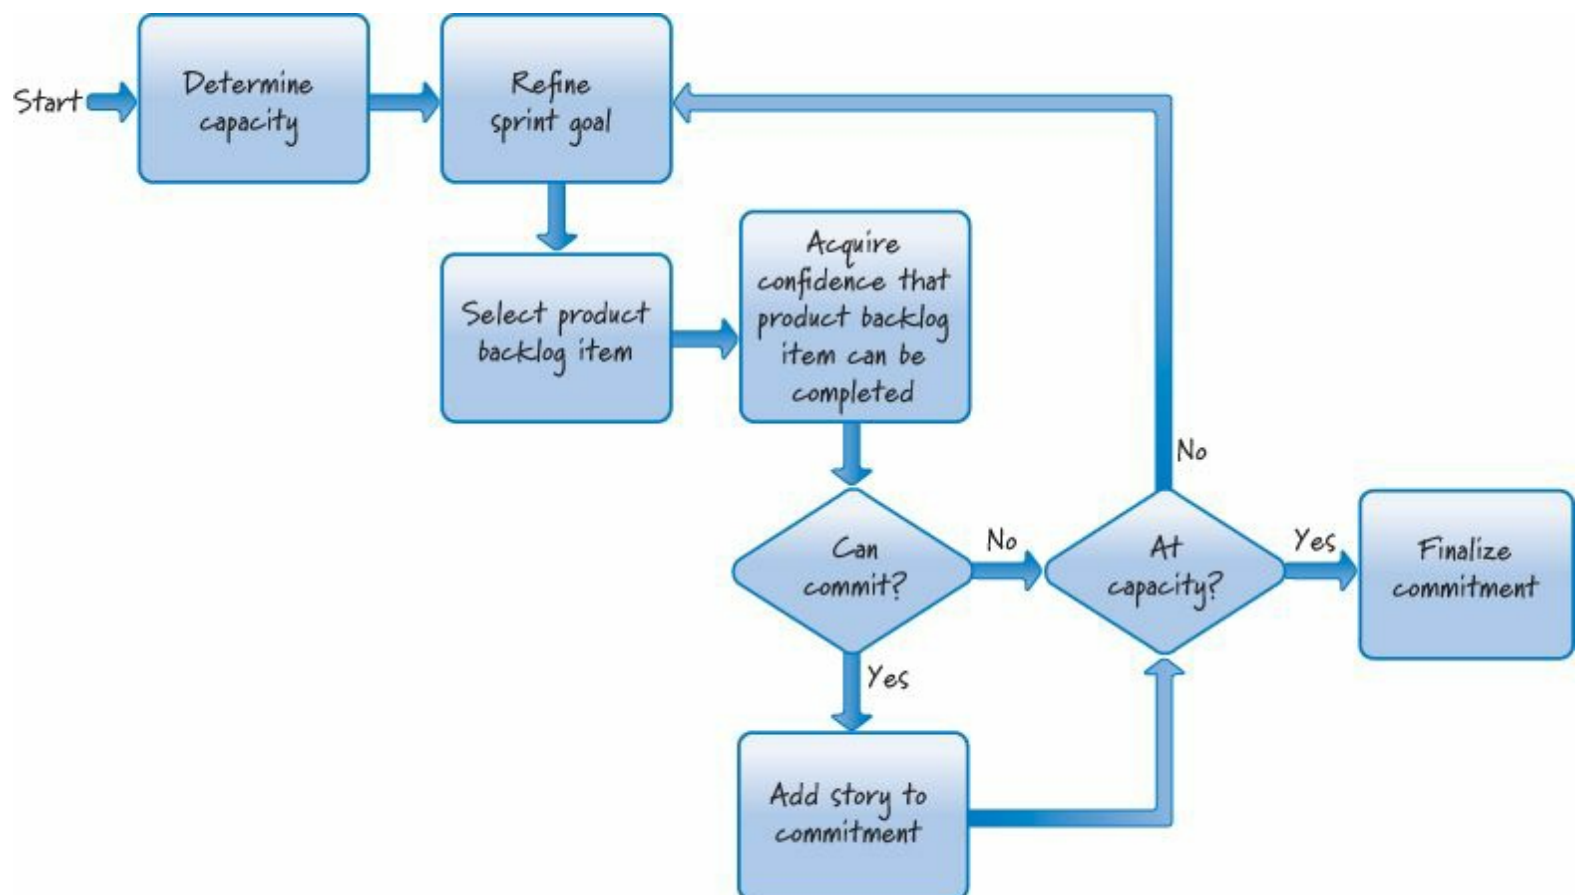 Start
Determine
capacity
Refine
sprint goal
Select product
backlog item
Acquire
confidence that
product backlog
item can be
completed
Can
commit?
No
Yes
Add story to
commitment
At
capacity?
No
Yes
Finalize
commitment